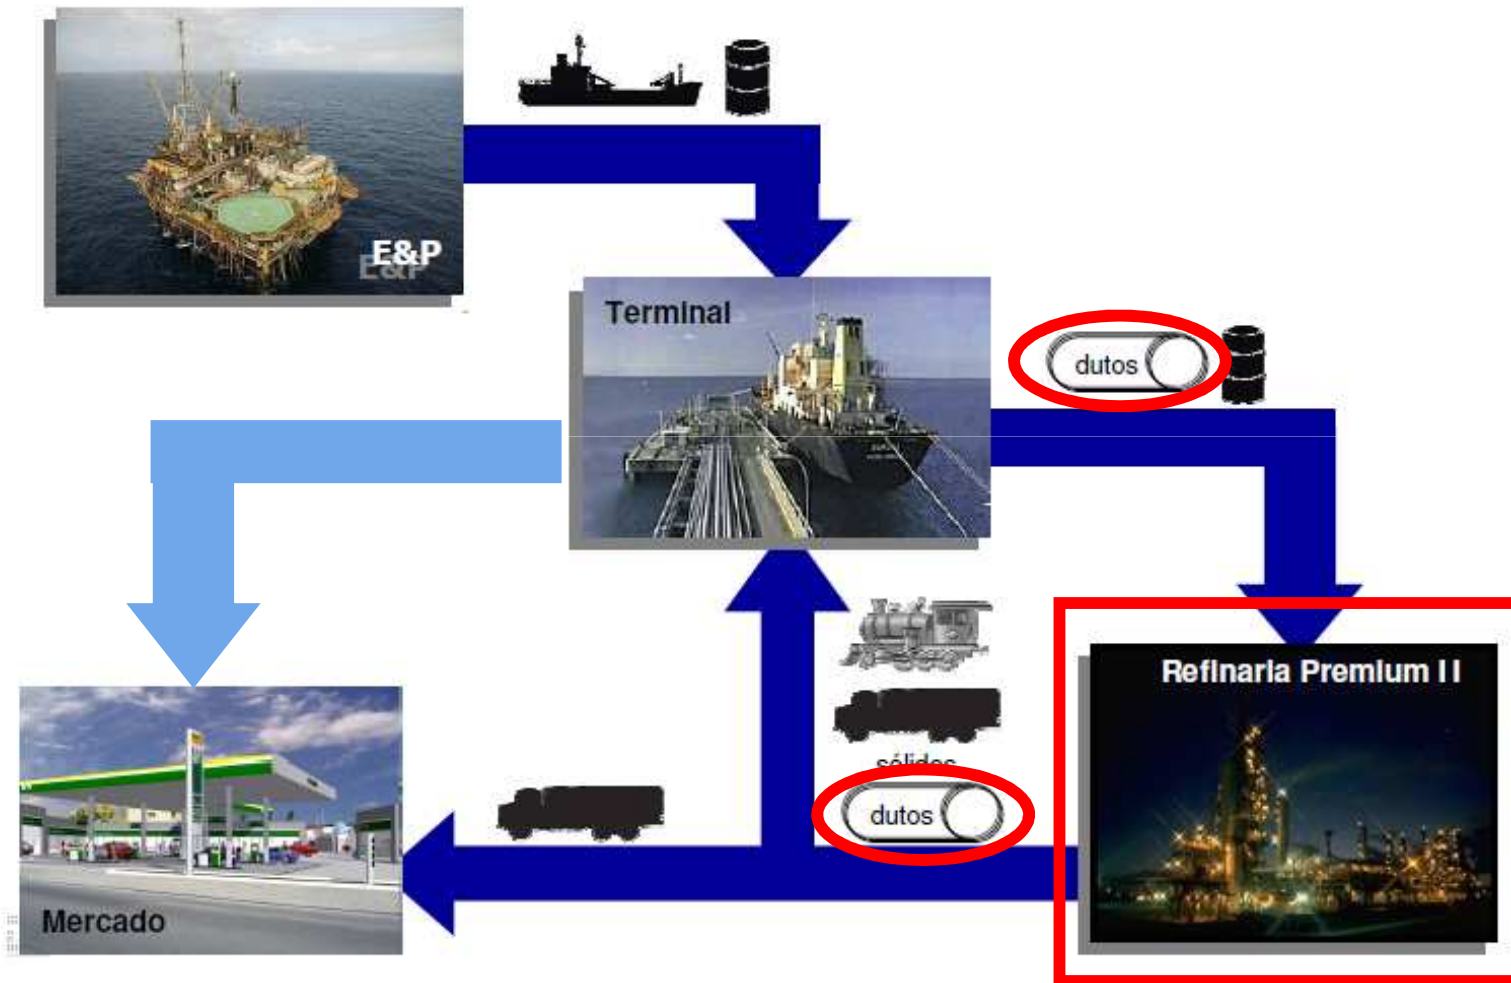 E&P
Terminal
dutos
Refinaria Premium II
sólidos
dutos
Mercado